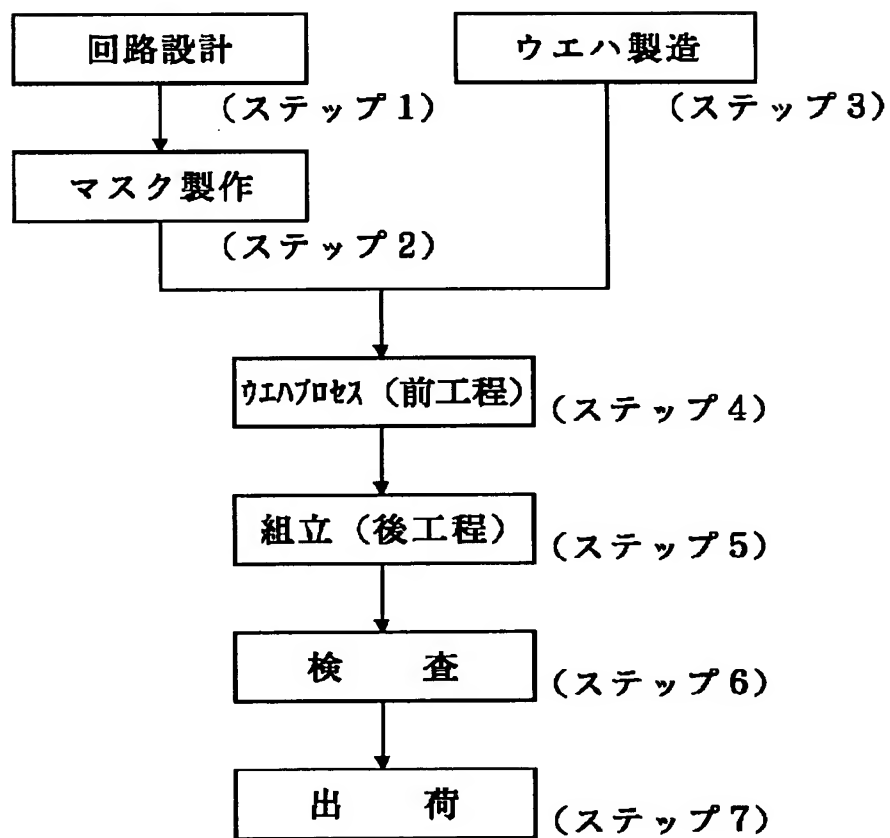 回路設計
ウエハ製造
(ステップ1)
(ステップ3)
マスク製作
(ステップ2)
ウエハプロセス (前工程)
(ステップ4)
組立 (後工程)
(ステップ5)
検 査
(ステップ6)
出 荷
(ステップ7)